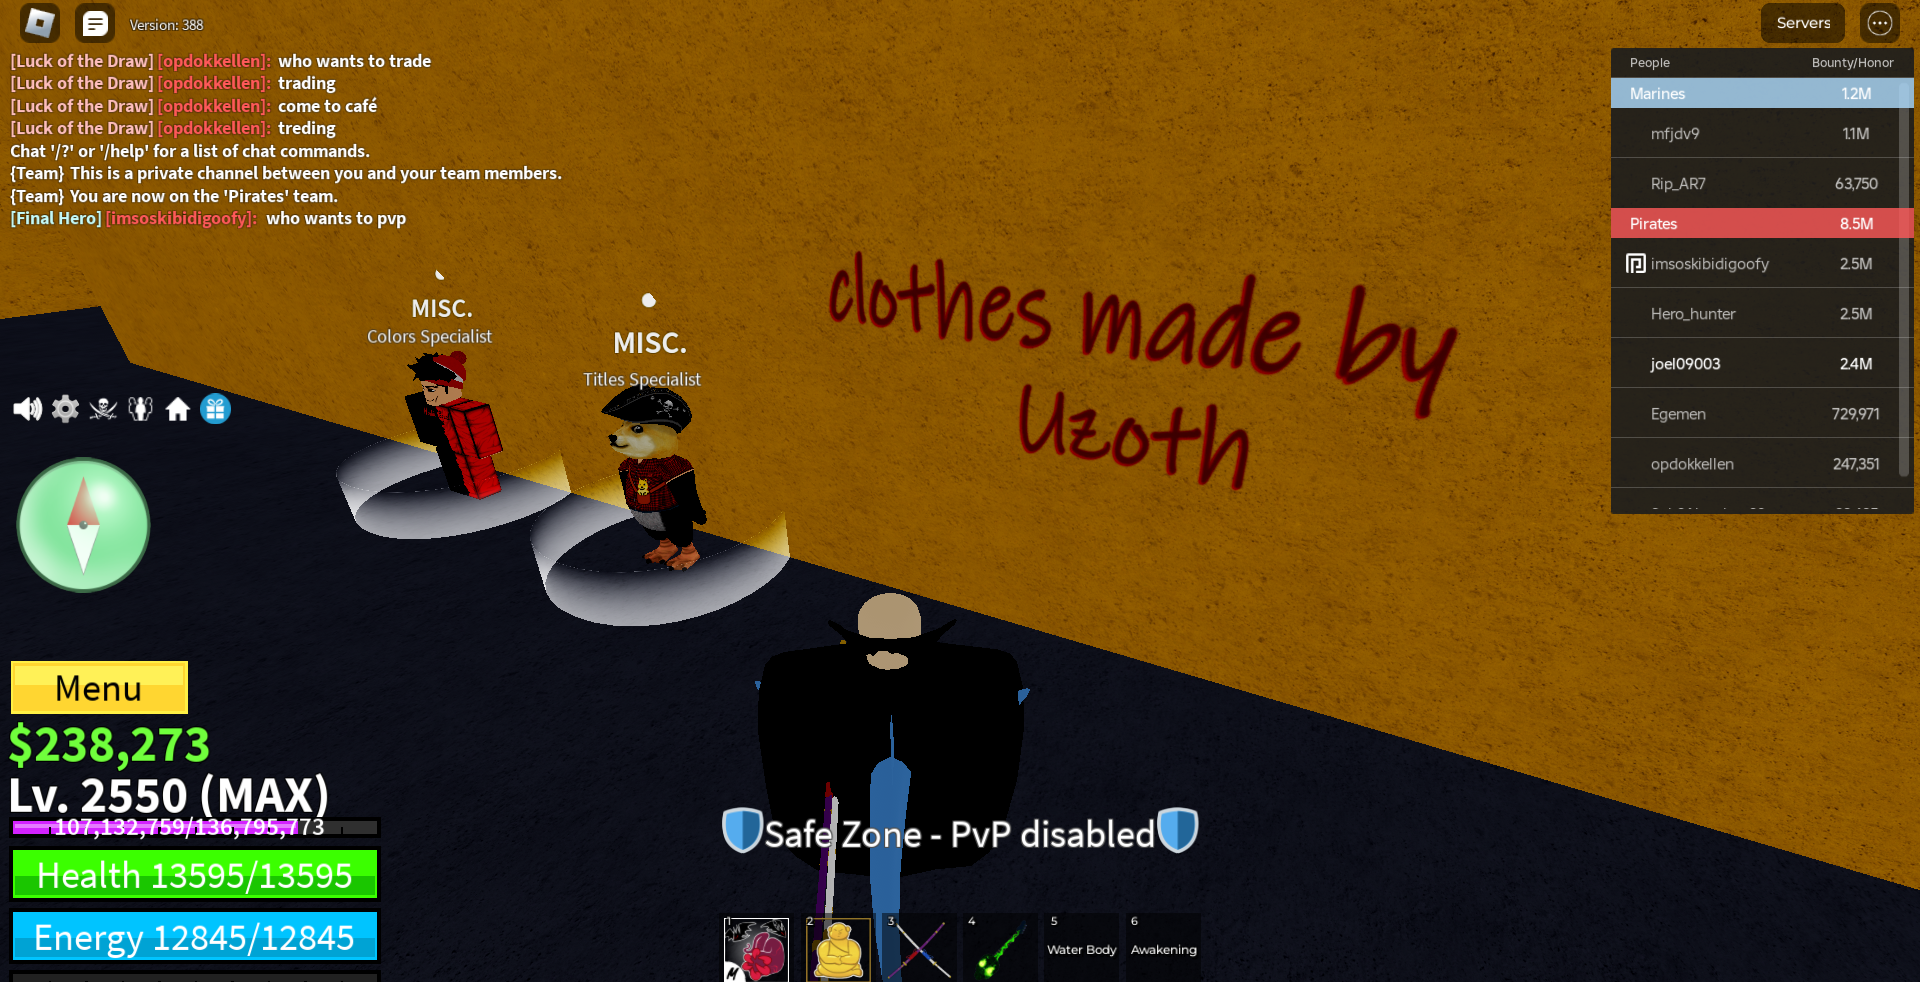 Version: 388
Servers
[Luck of the Draw] [opdokkellen]: who wants to trade
[Luck of the Draw] [opdokkellen]: trading
[Luck of the Draw] [opdokkellen]: come to café
[Luck of the Draw] [opdokkellen]: treding
Chat '/?' or '/help' for a list of chat commands.
{Team} This is a private channel between you and your team members.
{Team} You are now on the 'Pirates' team.
[Final Hero] [imsoskibidigoofy]: who wants to pvp
People Bounty/Honor
Marines 1.2M
mfjdv9 1.1M
Rip_AR7 63,750
Pirates 8.5M
imsoskibidigoofy 2.5M
Hero_hunter 2.5M
joel09003 2.4M
Egemen 729,971
opdokkellen 247,351
MISC.
Colors Specialist
MISC.
Titles Specialist
clothes made by
Uzoth
Menu
$238,273
Lv. 2550 (MAX)
107,132,759/136,795,773
Health 13595/13595
Energy 12845/12845
Safe Zone - PvP disabled
1
M
2
3
4
5
Water Body
6
Awakening